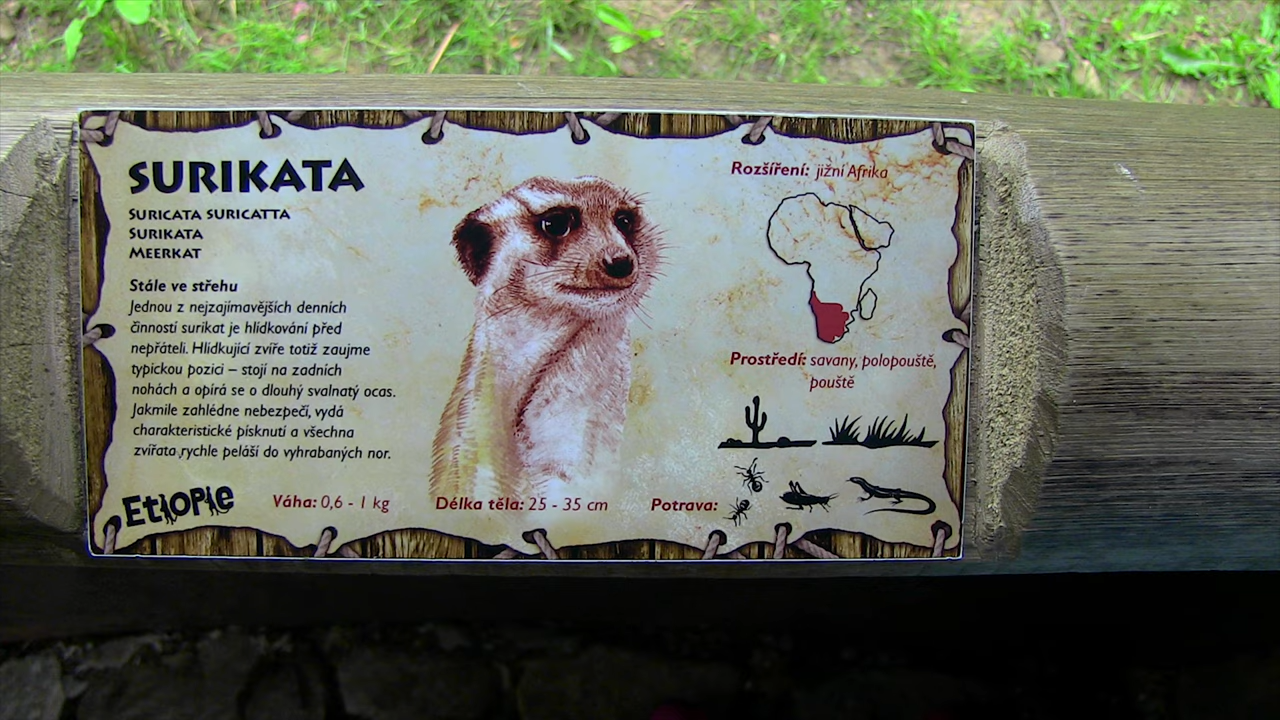 SURIKATA
SURICATA SURICATTA
SURIKATA
MEERKAT
Stále ve střehu
Jednou z nejzajímavějších denních
činností surikat je hlídkování před
nepřáteli. Hlídkující zvíře totiž zaujme
typickou pozici – stojí na zadních
nohách a opírá se o dlouhý svalnatý ocas.
Jakmile zahlédne nebezpečí, vydá
charakteristické písknutí a všechna
zvířata rychle peláší do vyhrabaných nor.
Rozšíření: jižní Afrika
Prostředí: savany, polopouště,
pouště
Etiopie
Váha: 0,6 - 1 kg
Délka těla: 25 - 35 cm
Potrava: